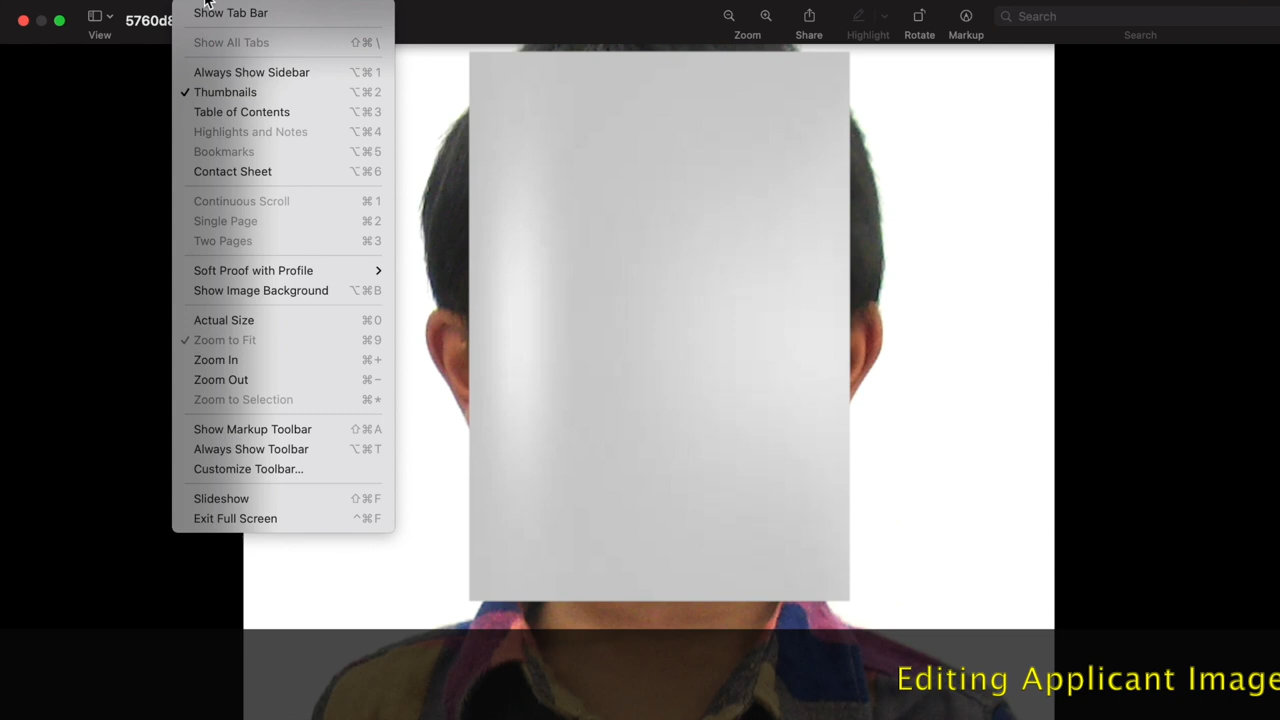 View
5760d8
Zoom
Share
Highlight
Rotate
Markup
Search
Search
Show Tab Bar
Show All Tabs ⇧⌘\
Always Show Sidebar ⌥⌘1
✓ Thumbnails ⌥⌘2
Table of Contents ⌥⌘3
Highlights and Notes ⌥⌘4
Bookmarks ⌥⌘5
Contact Sheet ⌥⌘6
Continuous Scroll ⌘1
Single Page ⌘2
Two Pages ⌘3
Soft Proof with Profile >
Show Image Background ⌥⌘B
Actual Size ⌘0
✓ Zoom to Fit ⌘9
Zoom In ⌘+
Zoom Out ⌘−
Zoom to Selection ⌘*
Show Markup Toolbar ⇧⌘A
Always Show Toolbar ⌥⌘T
Customize Toolbar...
Slideshow ⇧⌘F
Exit Full Screen ^⌘F
Editing Applicant Image